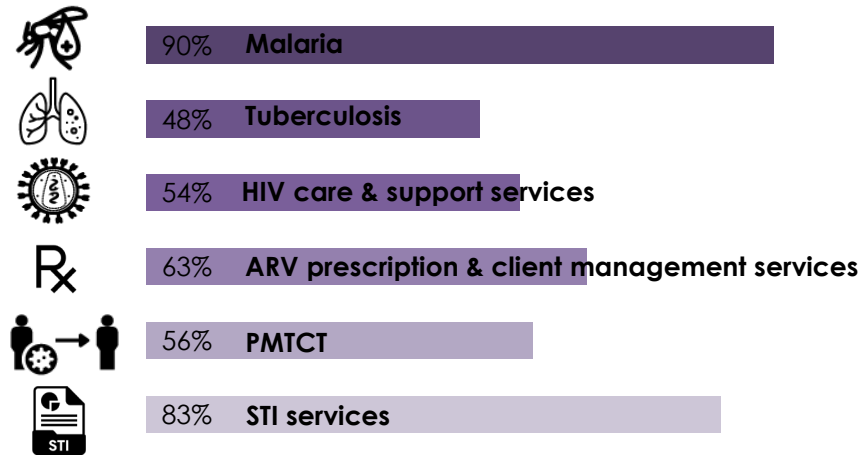 90% Malaria
48% Tuberculosis
54% HIV care & support services
Rx 63% ARV prescription & client management services
56% PMTCT
83% STI services
STI